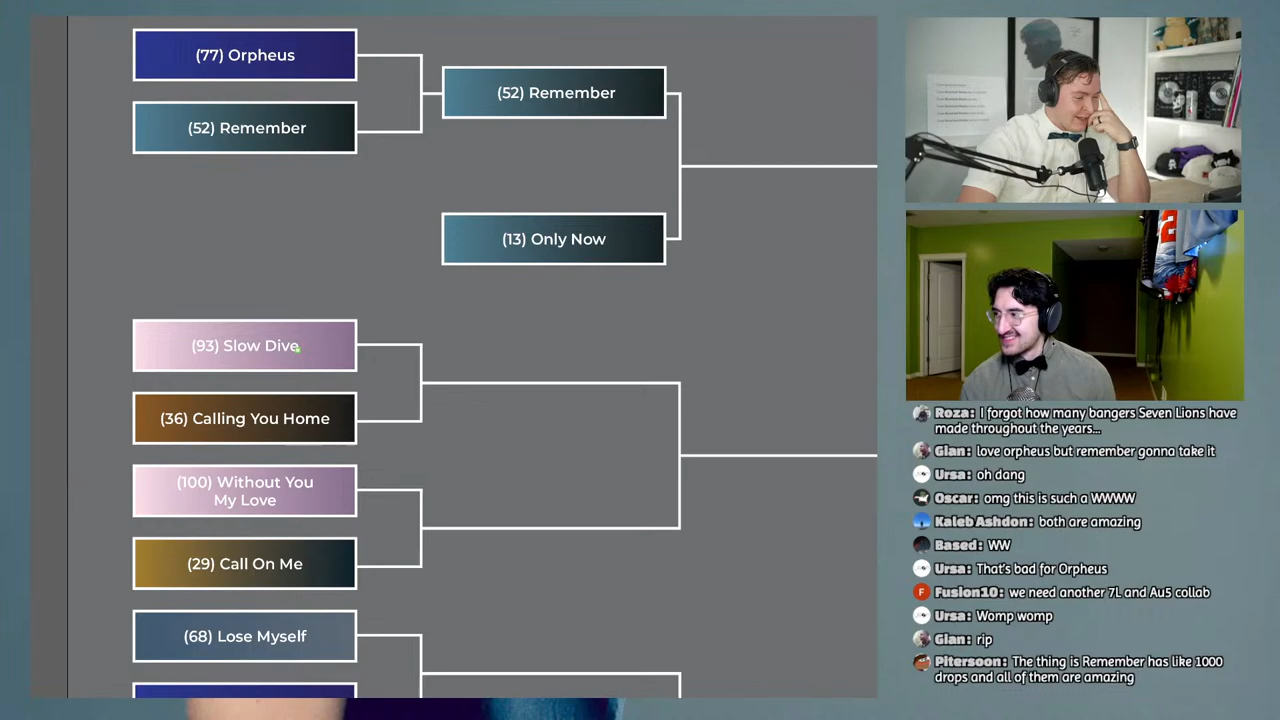 (77) Orpheus
(52) Remember
(52) Remember
(13) Only Now
(93) Slow Dive
(36) Calling You Home
(100) Without You
My Love
(29) Call On Me
(68) Lose Myself
Roza: I forgot how many bangers Seven Lions have
made throughout the years...
Gian: love orpheus but remember gonna take it
Ursa: oh dang
Oscar: omg this is such a WWWW
Kaleb Ashdon: both are amazing
Based: WW
Ursa: That's bad for Orpheus
F Fusion10: we need another 7L and Au5 collab
Ursa: Womp womp
Gian: rip
Pitersoon: The thing is Remember has like 1000
drops and all of them are amazing